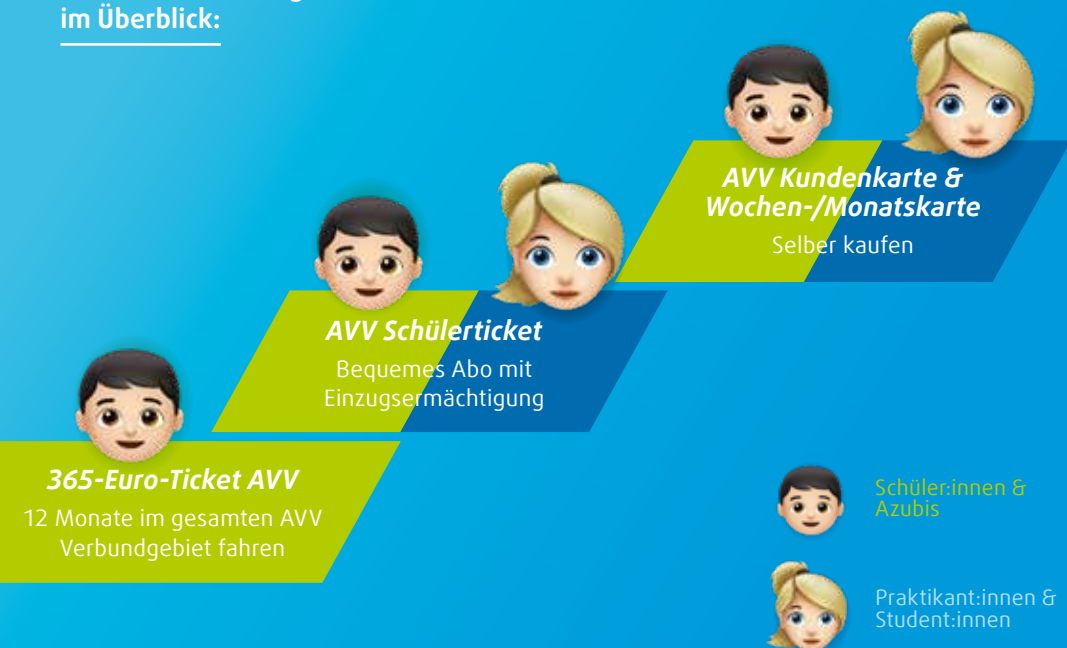 im Überblick:
AVV Kundenkarte &
Wochen-/Monatskarte
Selber kaufen
AVV Schülerticket
Bequemes Abo mit
Einzugsermächtigung
365-Euro-Ticket AVV
12 Monate im gesamten AVV
Verbundgebiet fahren
Schüler:innen &
Azubis
Praktikant:innen &
Student:innen